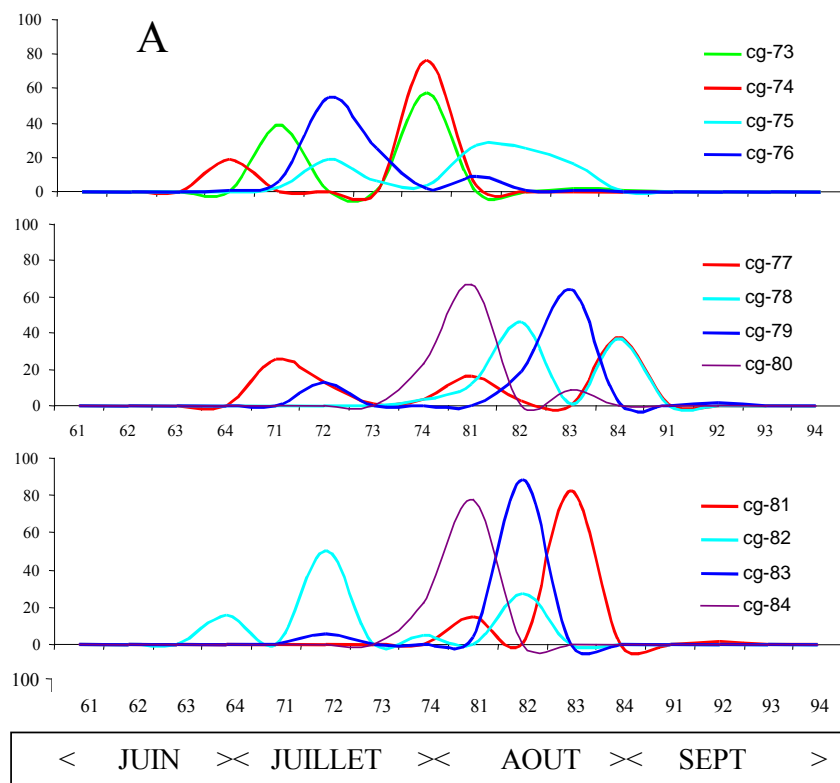 A
100
80
60
40
20
0
cg-73
cg-74
cg-75
cg-76
100
80
60
40
20
0
cg-77
cg-78
cg-79
cg-80
61 62 63 64 71 72 73 74 81 82 83 84 91 92 93 94
100
80
60
40
20
0
cg-81
cg-82
cg-83
cg-84
100
61 62 63 64 71 72 74 81 82 83 84 91 92 93 94
< JUIN >< JUILLET >< AOUT >< SEPT >